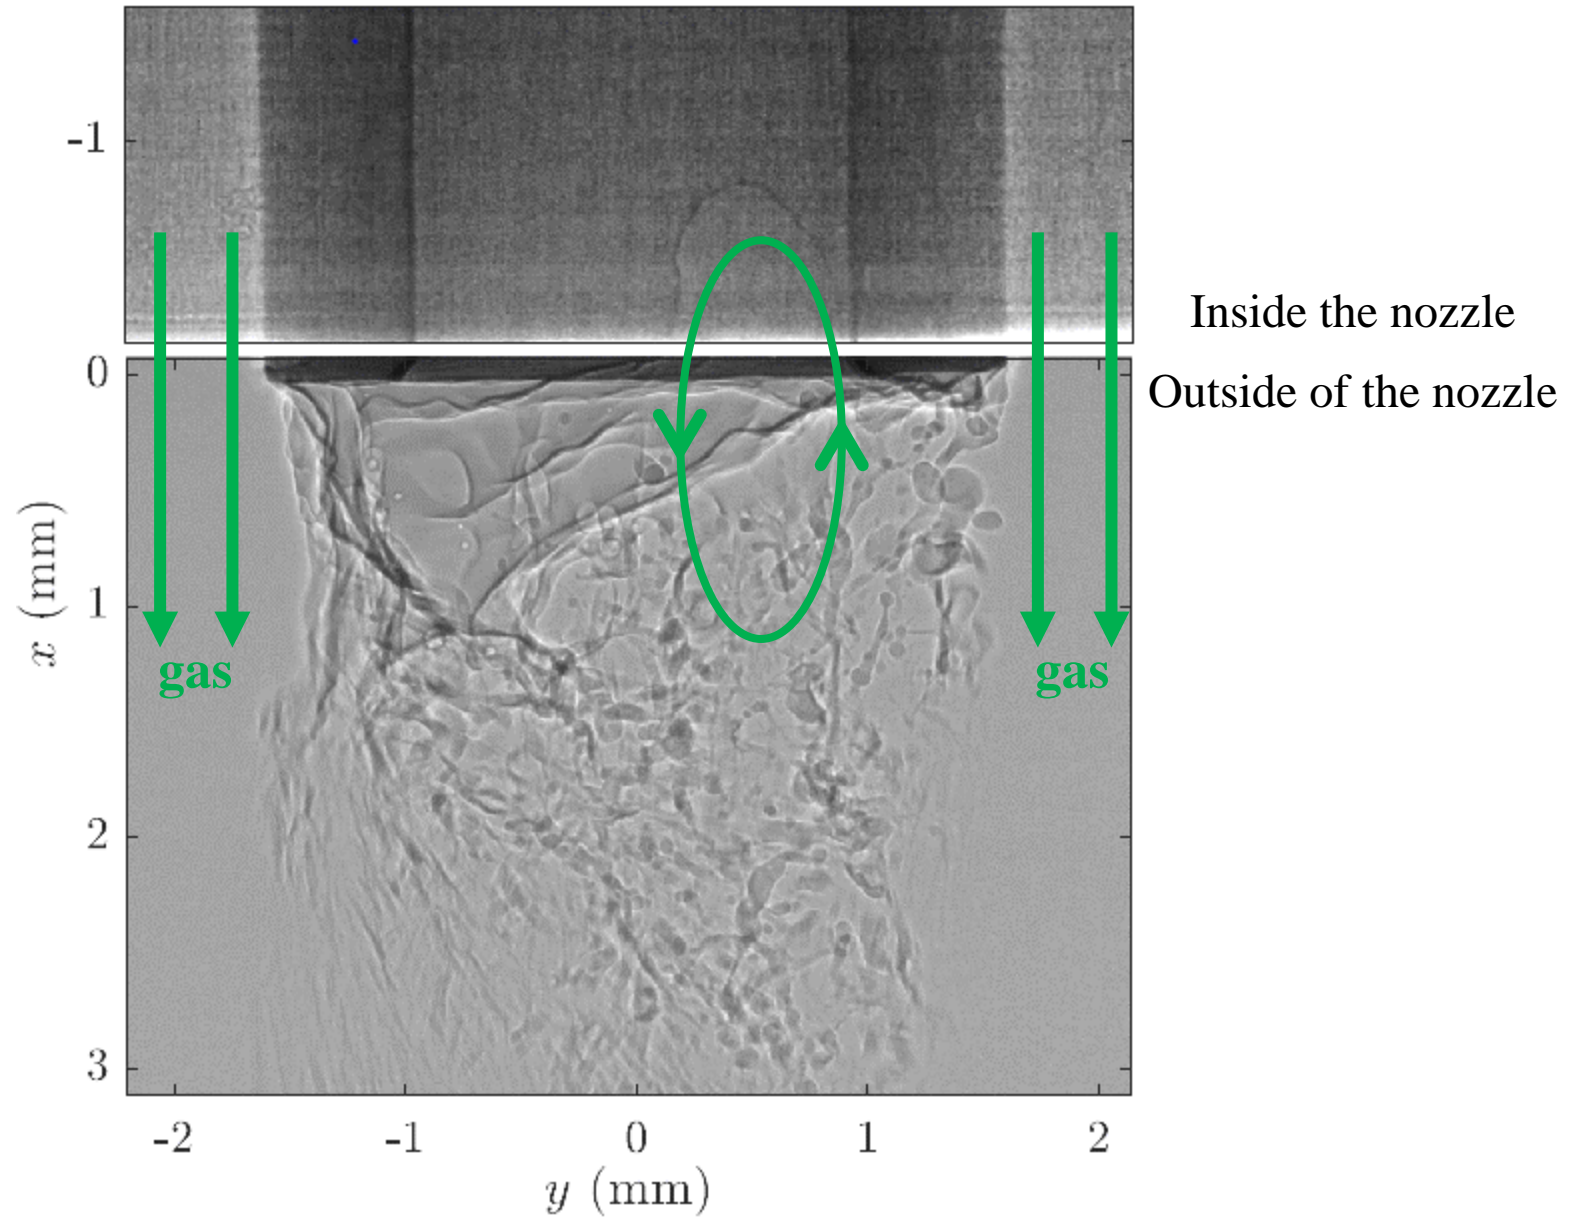 -1
Inside the nozzle
0
Outside of the nozzle
x (mm)
1
gas
gas
2
3
-2
-1
0
1
2
y (mm)